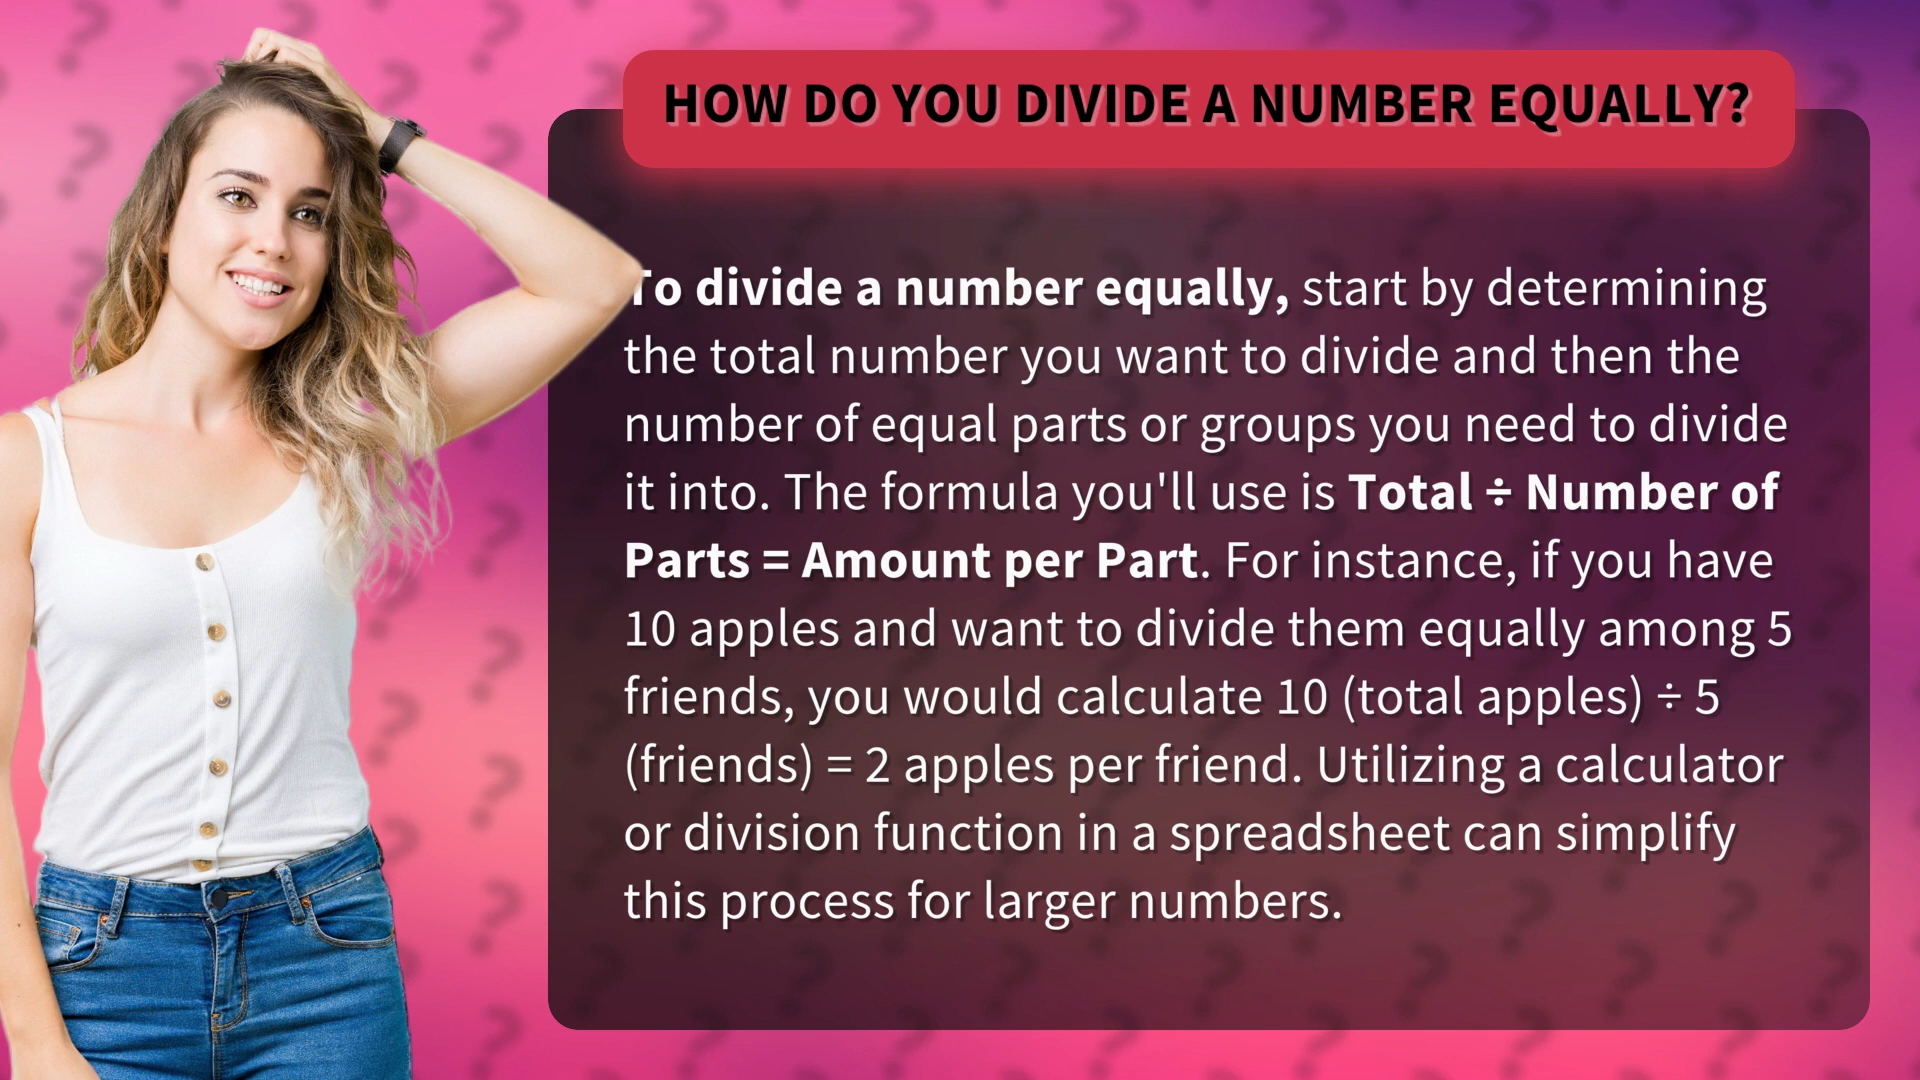 HOW DO YOU DIVIDE A NUMBER EQUALLY?
To divide a number equally, start by determining
the total number you want to divide and then the
number of equal parts or groups you need to divide
it into. The formula you'll use is Total ÷ Number of
Parts = Amount per Part. For instance, if you have
10 apples and want to divide them equally among 5
friends, you would calculate 10 (total apples) ÷ 5
(friends) = 2 apples per friend. Utilizing a calculator
or division function in a spreadsheet can simplify
this process for larger numbers.